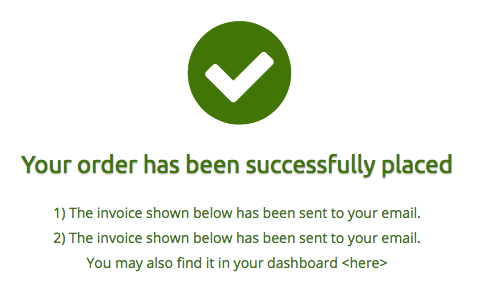 Your order has been successfully placed
1) The invoice shown below has been sent to your email.
2) The invoice shown below has been sent to your email.
You may also find it in your dashboard <here>